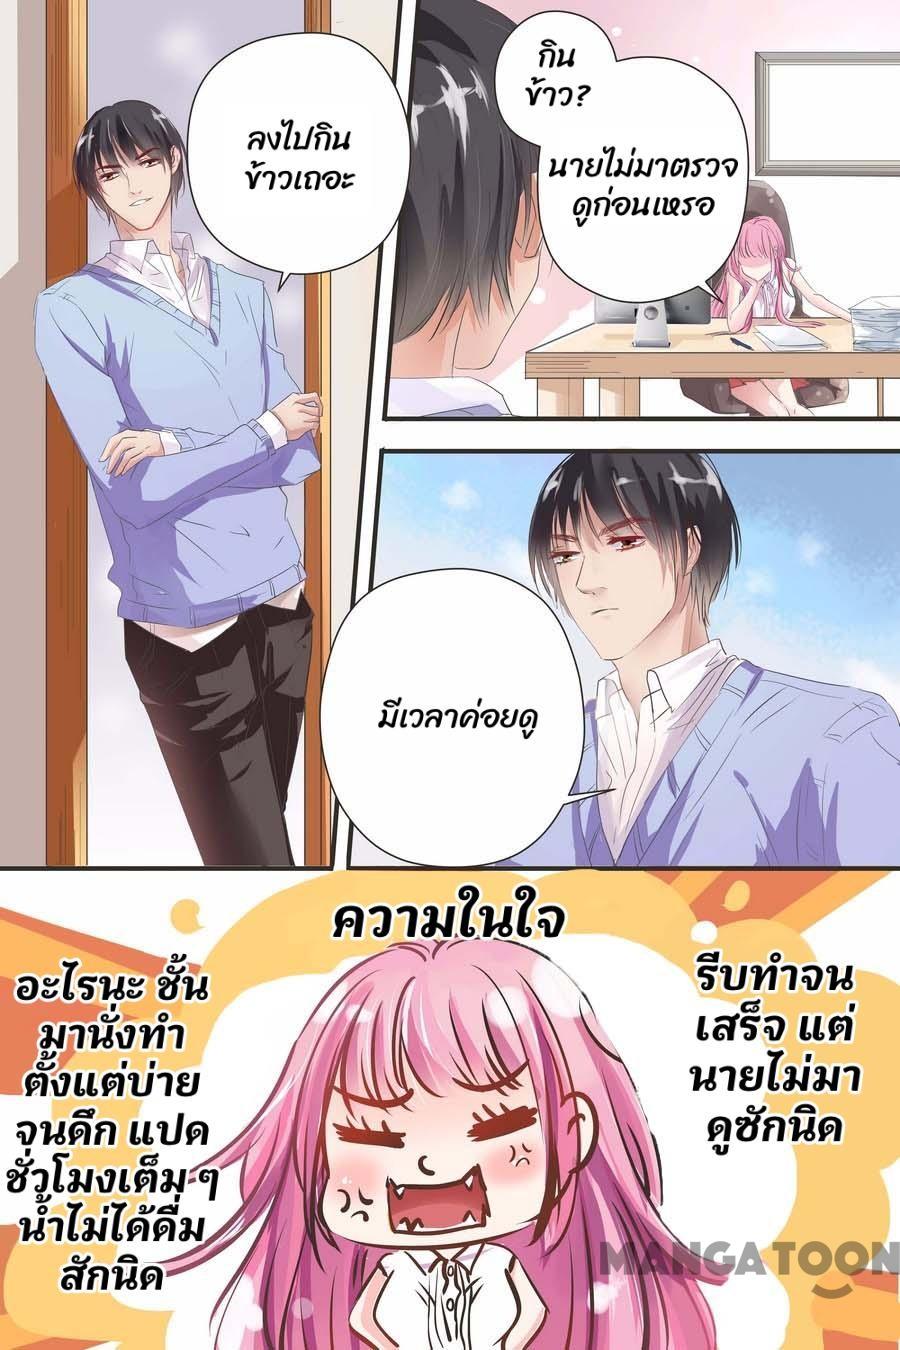 ลงไปกิน
ข้าวเถอะ
กิน
ข้าว?
นายไม่มาตรวจ
ดูก่อนเหรอ
มีเวลาค่อยดู
ความในใจ
อะไรนะ ชั้น
มานั่งทำ
ตั้งแต่บ่าย
จนดึก แปด
ชั่วโมงเต็ม ๆ
น้ำไม่ได้ดื่ม
สักนิด
รีบทำจน
เสร็จ แต่
นายไม่มา
ดูซักนิด
MANGATOON